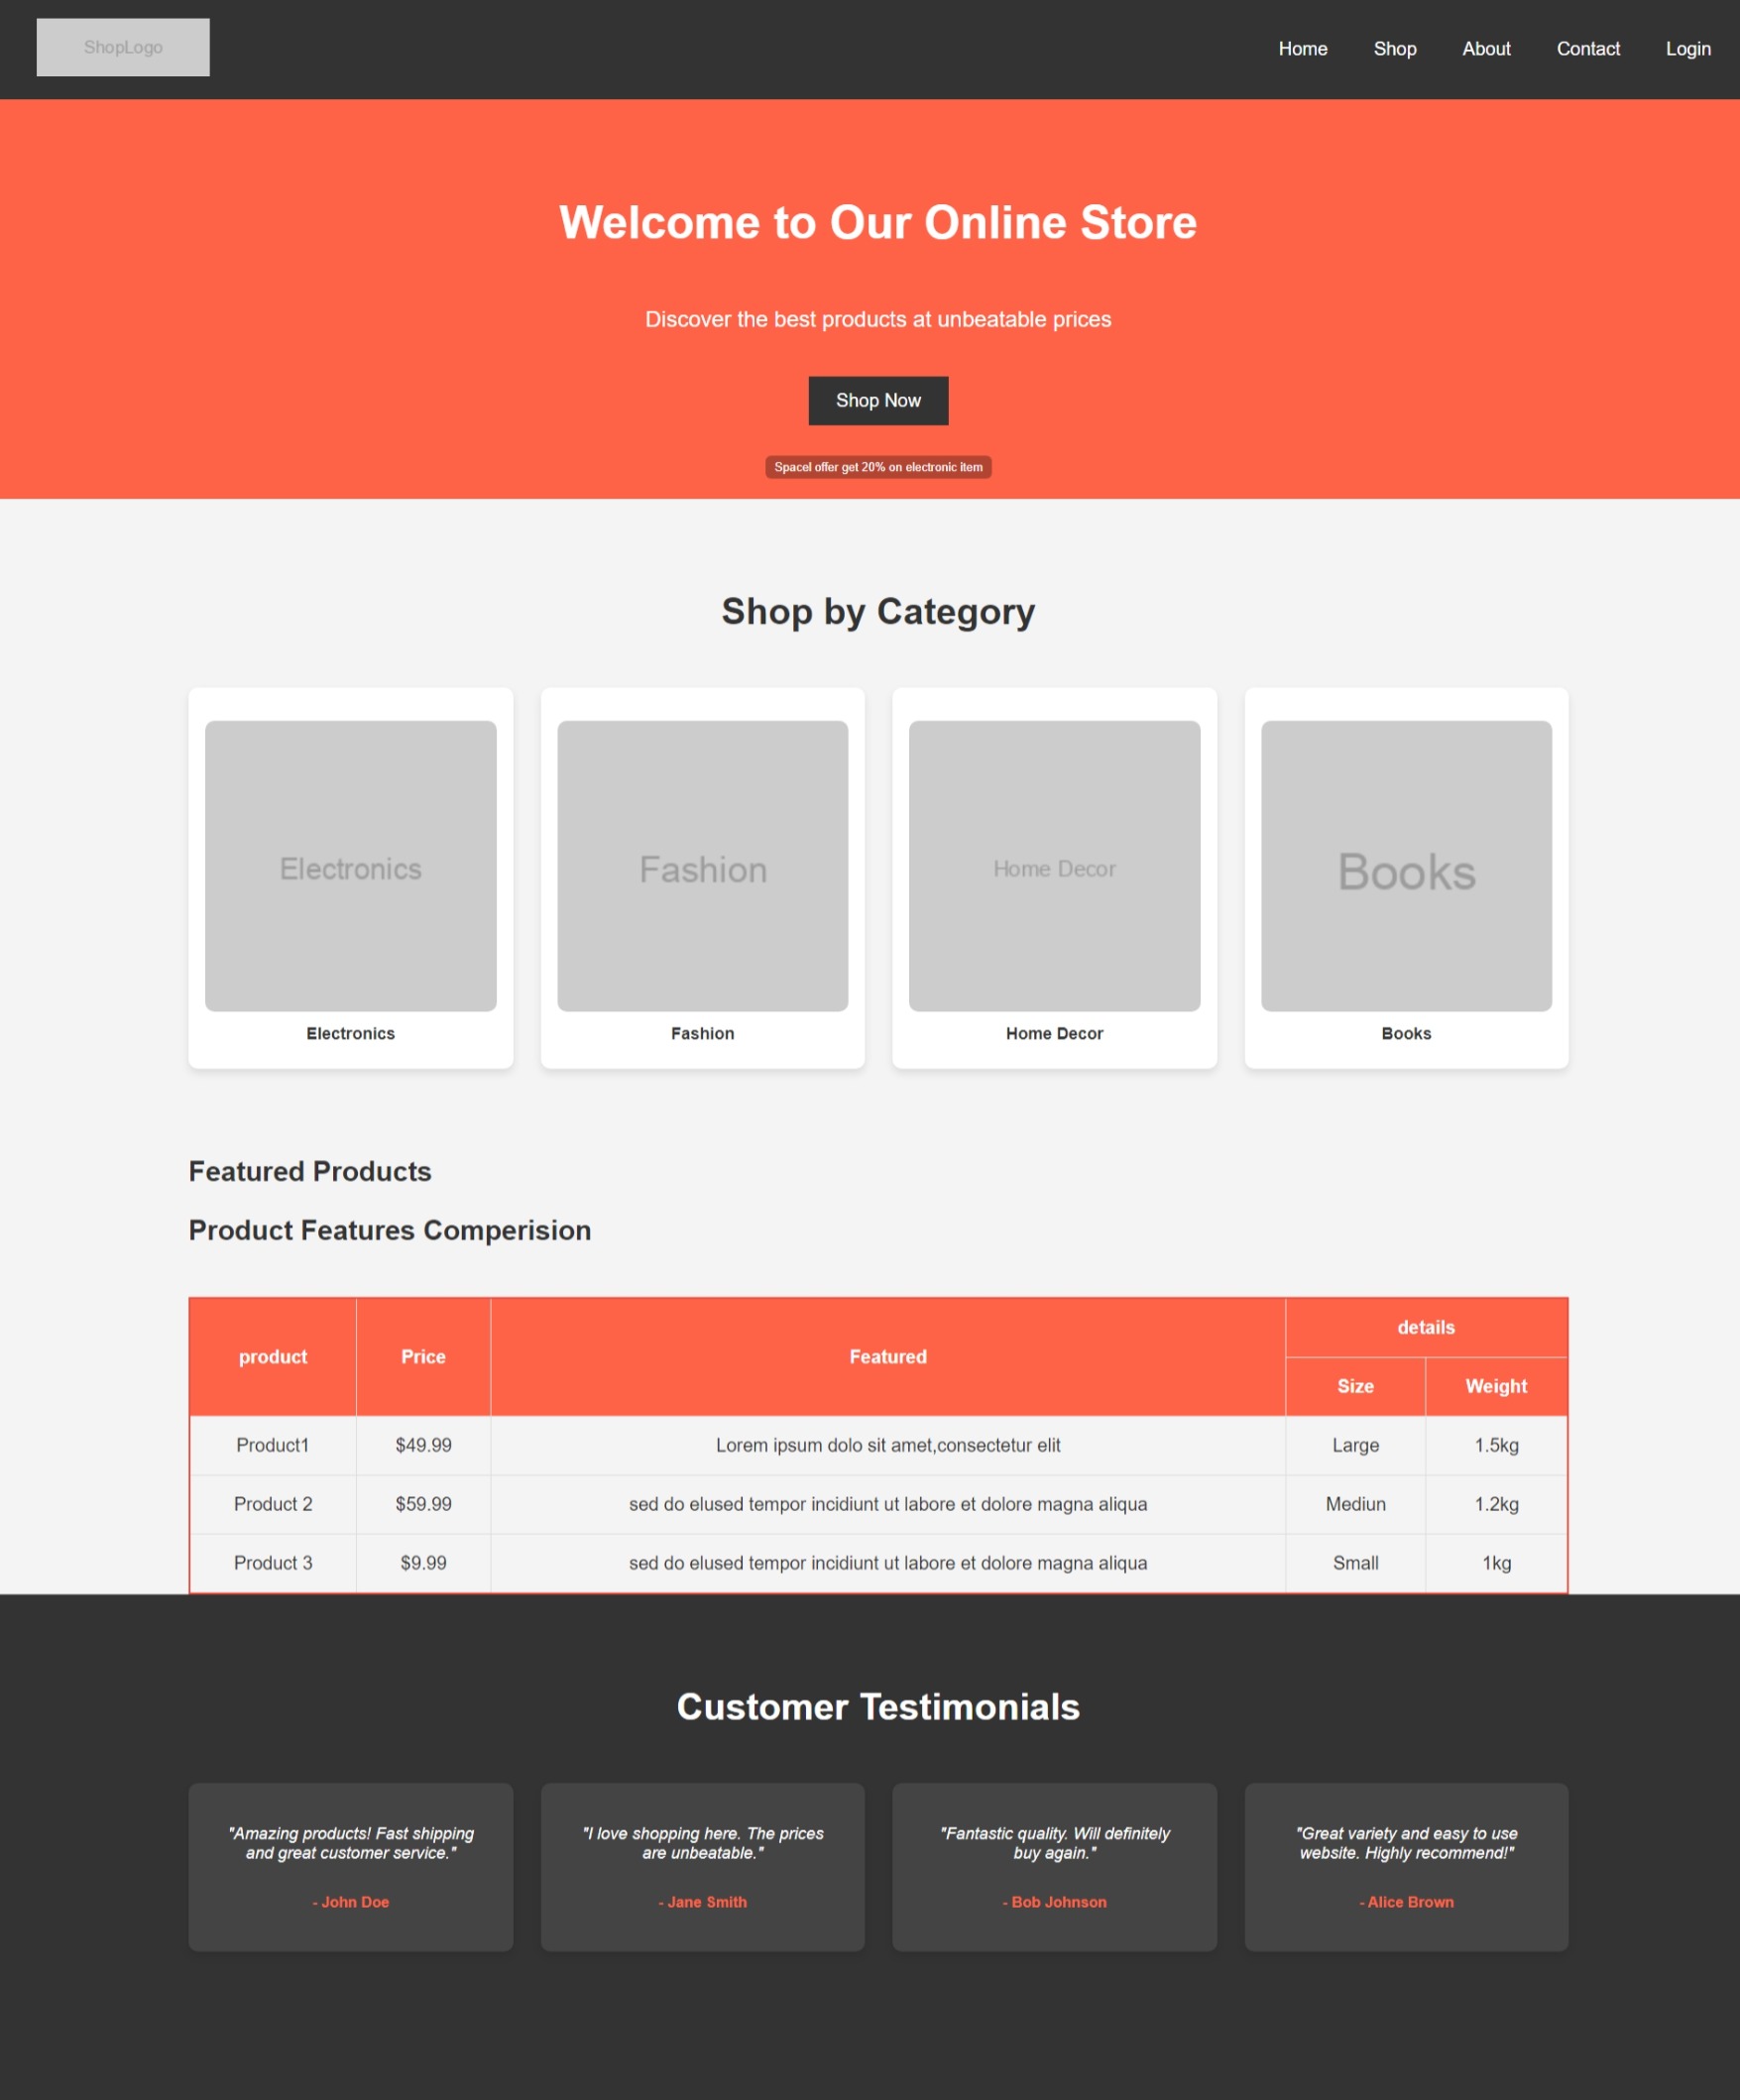 ShopLogo
Home Shop About Contact Login
Welcome to Our Online Store
Discover the best products at unbeatable prices
Shop Now
Spacel offer get 20% on electronic item
Shop by Category
Electronics Fashion Home Decor Books
Electronics Fashion Home Decor Books
Featured Products
Product Features Comperision
product Price Featured details
Size Weight
Product1 $49.99 Lorem ipsum dolo sit amet,consectetur elit Large 1.5kg
Product 2 $59.99 sed do elused tempor incidiunt ut labore et dolore magna aliqua Mediun 1.2kg
Product 3 $9.99 sed do elused tempor incidiunt ut labore et dolore magna aliqua Small 1kg
Customer Testimonials
"Amazing products! Fast shipping
and great customer service."
- John Doe
"I love shopping here. The prices
are unbeatable."
- Jane Smith
"Fantastic quality. Will definitely
buy again."
- Bob Johnson
"Great variety and easy to use
website. Highly recommend!"
- Alice Brown